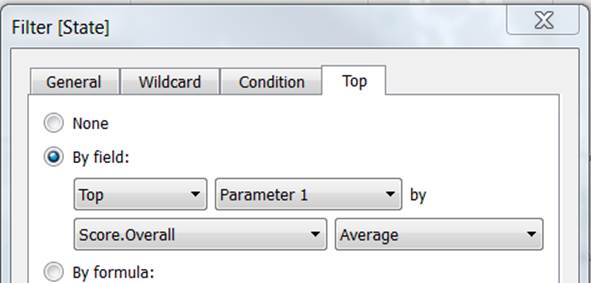 Filter [State]
General Wildcard Condition Top
None
By field:
Top Parameter 1 by
Score.Overall Average
By formula: